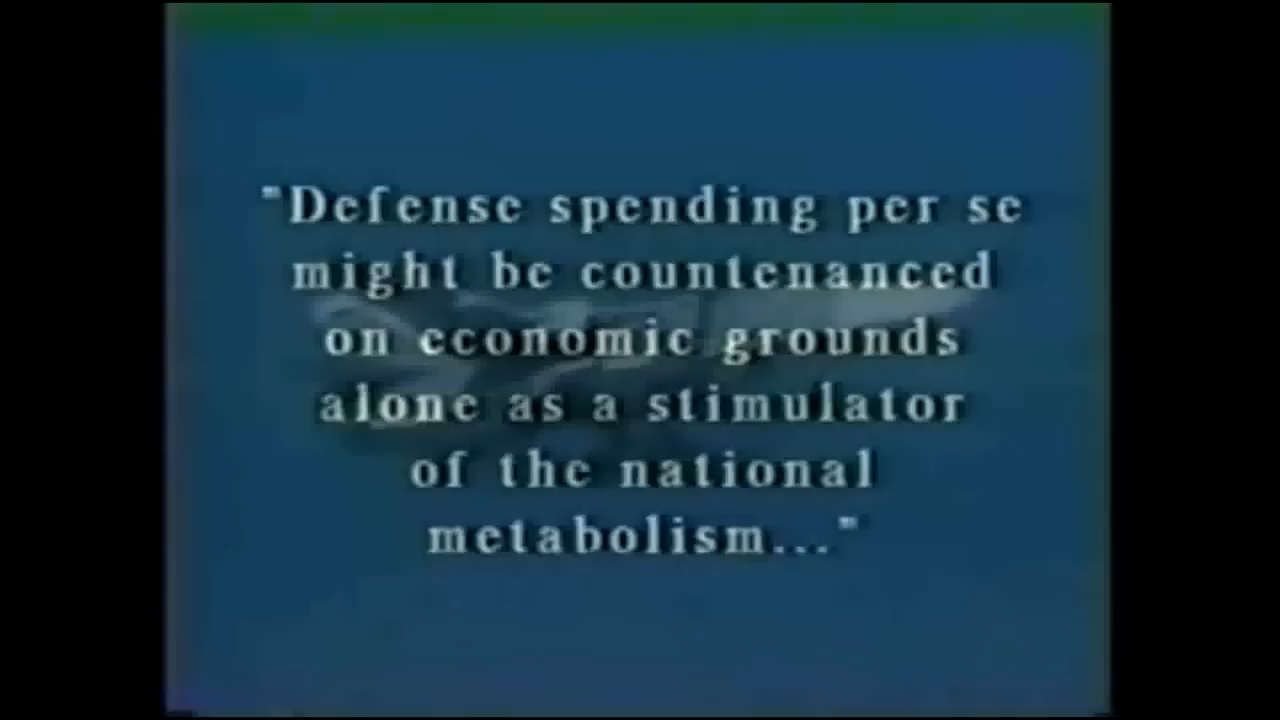 "Defense spending per se
might be countenanced
on economic grounds
alone as a stimulator
of the national
metabolism..."